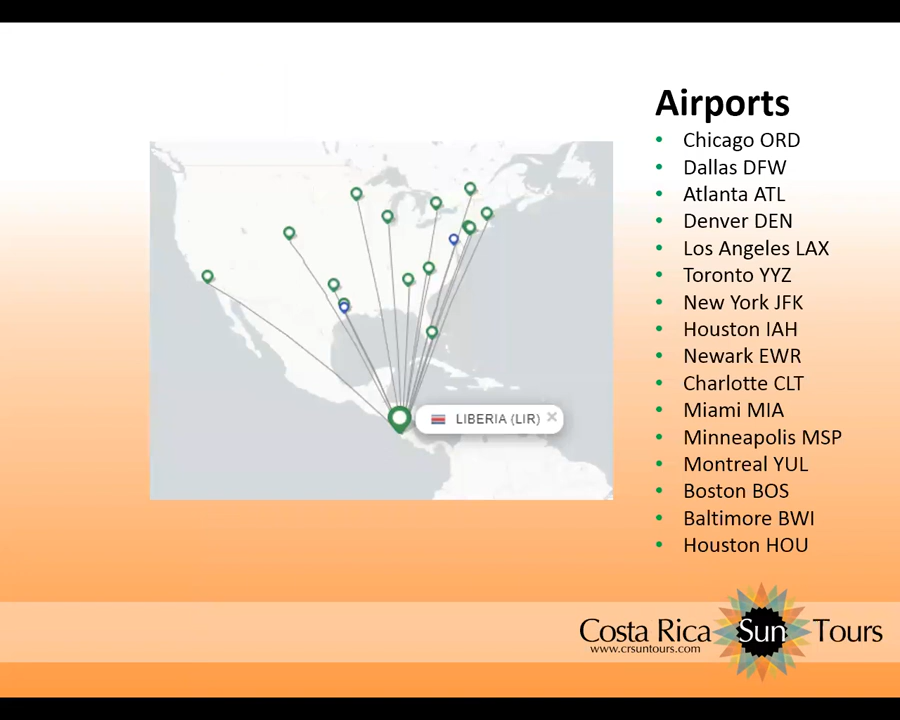 Airports
• Chicago ORD
• Dallas DFW
• Atlanta ATL
• Denver DEN
• Los Angeles LAX
• Toronto YYZ
• New York JFK
• Houston IAH
• Newark EWR
• Charlotte CLT
• Miami MIA
• Minneapolis MSP
• Montreal YUL
• Boston BOS
• Baltimore BWI
• Houston HOU
LIBERIA (LIR) ×
Costa Rica Sun Tours
www.crsuntours.com